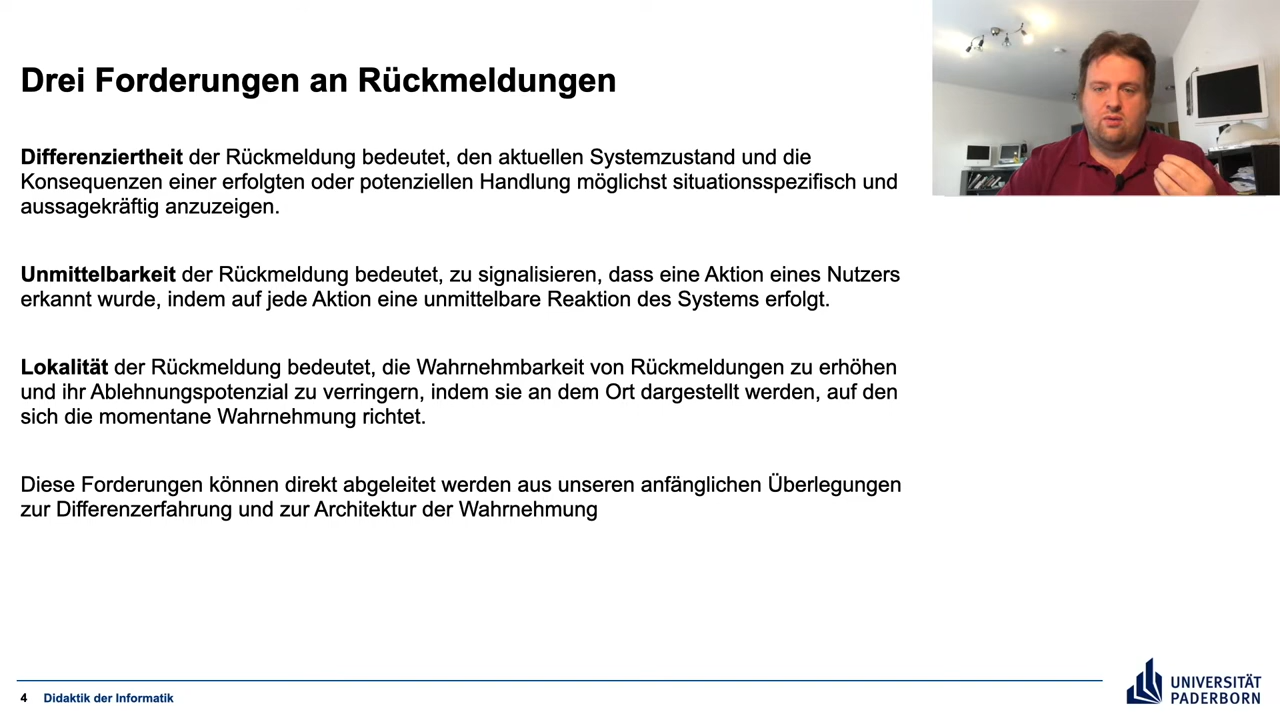 Drei Forderungen an Rückmeldungen
Differenziertheit der Rückmeldung bedeutet, den aktuellen Systemzustand und die
Konsequenzen einer erfolgten oder potenziellen Handlung möglichst situationsspezifisch und
aussagekräftig anzuzeigen.
Unmittelbarkeit der Rückmeldung bedeutet, zu signalisieren, dass eine Aktion eines Nutzers
erkannt wurde, indem auf jede Aktion eine unmittelbare Reaktion des Systems erfolgt.
Lokalität der Rückmeldung bedeutet, die Wahrnehmbarkeit von Rückmeldungen zu erhöhen
und ihr Ablehnungspotenzial zu verringern, indem sie an dem Ort dargestellt werden, auf den
sich die momentane Wahrnehmung richtet.
Diese Forderungen können direkt abgeleitet werden aus unseren anfänglichen Überlegungen
zur Differenzerfahrung und zur Architektur der Wahrnehmung
4 Didaktik der Informatik
UNIVERSITÄT
PADERBORN